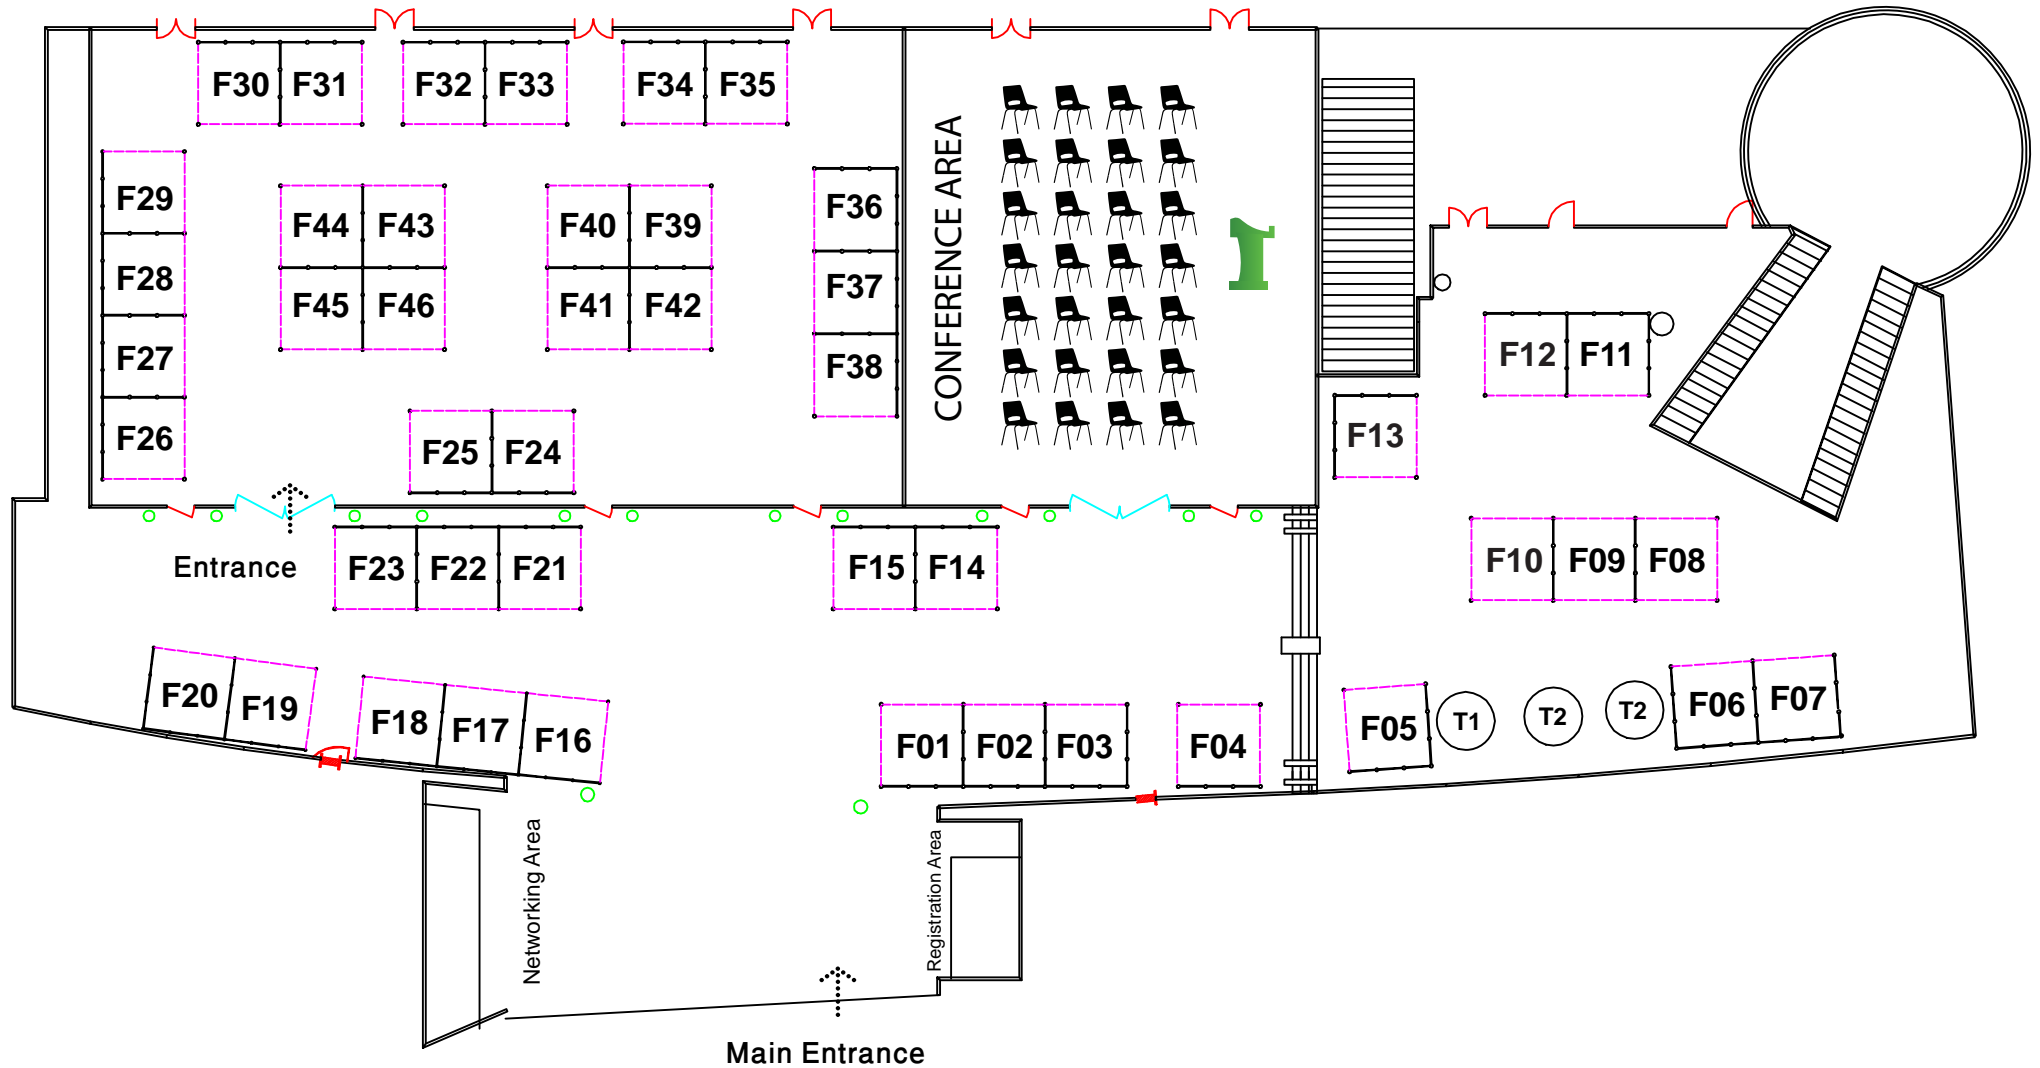 F30 F31 F32 F33 F34 F35
F29
F28
F27
F26
F44 F43
F45 F46
F40 F39
F41 F42
F36
F37
F38
F25 F24
CONFERENCE AREA
F12 F11
F13
Entrance
F23 F22 F21
F15 F14
F10 F09 F08
F20 F19
F18 F17 F16
F01 F02 F03
F04
F05
T1
T2
T2
F06 F07
Networking Area
Registration Area
Main Entrance